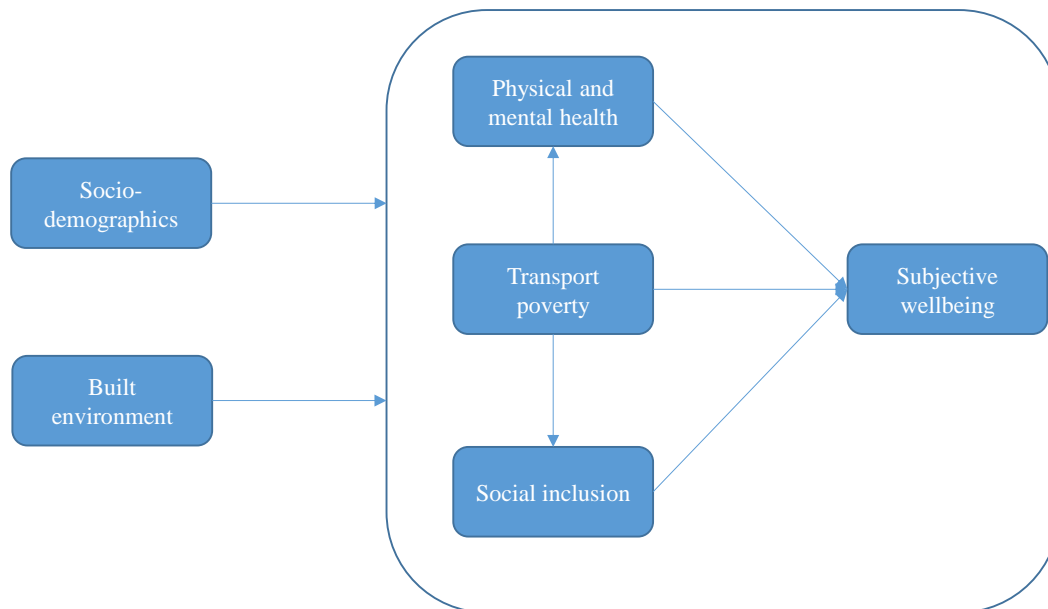 Physical and
mental health
Socio-
demographics
Transport
poverty
Subjective
wellbeing
Built
environment
Social inclusion